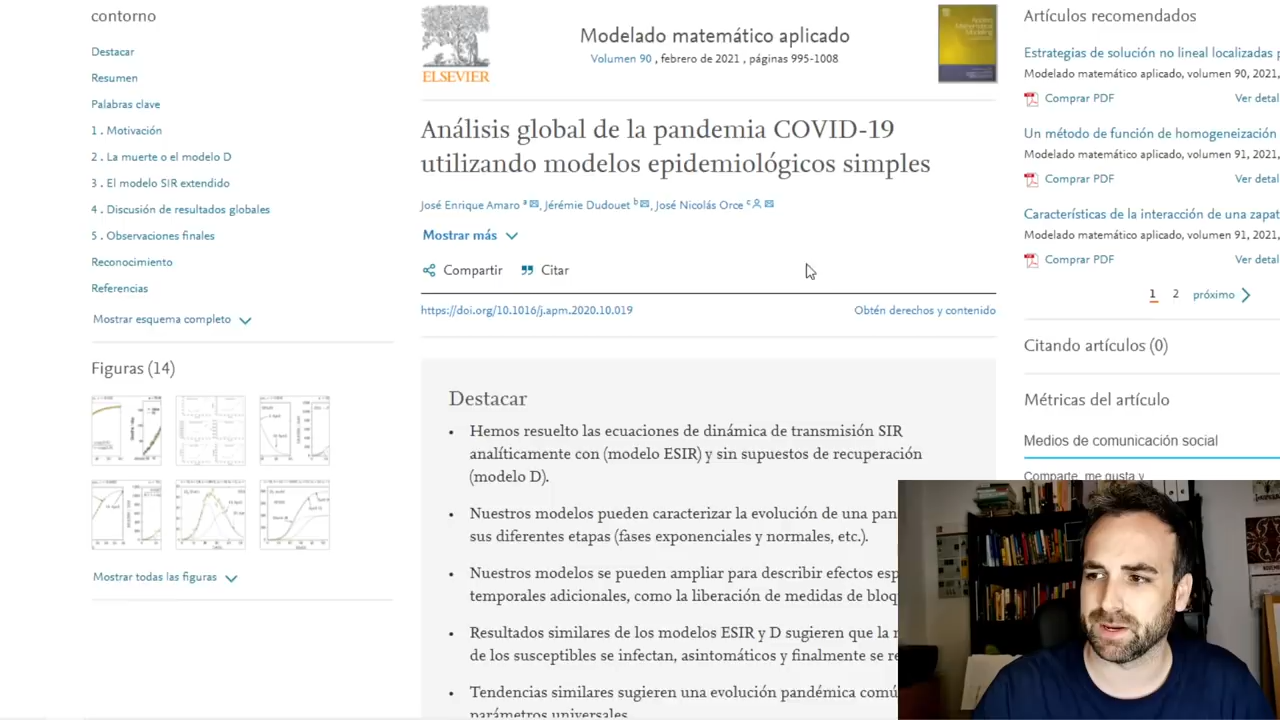 contorno
Destacar
Resumen
Palabras clave
1 . Motivación
2 . La muerte o el modelo D
3 . El modelo SIR extendido
4 . Discusión de resultados globales
5 . Observaciones finales
Reconocimiento
Referencias
Mostrar esquema completo
Figuras (14)
Mostrar todas las figuras
ELSEVIER
Modelado matemático aplicado
Volumen 90 , febrero de 2021 , páginas 995-1008
Análisis global de la pandemia COVID-19
utilizando modelos epidemiológicos simples
José Enrique Amaro a, Jérémie Dudouet b, José Nicolás Orce c
Mostrar más
Compartir Citar
https://doi.org/10.1016/j.apm.2020.10.019
Obtén derechos y contenido
Destacar
• Hemos resuelto las ecuaciones de dinámica de transmisión SIR
analíticamente con (modelo ESIR) y sin supuestos de recuperación
(modelo D).
• Nuestros modelos pueden caracterizar la evolución de una pan
sus diferentes etapas (fases exponenciales y normales, etc.).
• Nuestros modelos se pueden ampliar para describir efectos esp
temporales adicionales, como la liberación de medidas de bloq
• Resultados similares de los modelos ESIR y D sugieren que la
de los susceptibles se infectan, asintomáticos y finalmente se re
• Tendencias similares sugieren una evolución pandémica comú
parámetros universales
Artículos recomendados
Estrategias de solución no lineal localizadas
Modelado matemático aplicado, volumen 90, 2021,
Comprar PDF Ver detal
Un método de función de homogeneización
Modelado matemático aplicado, volumen 91, 2021,
Comprar PDF Ver detal
Características de la interacción de una zapat
Modelado matemático aplicado, volumen 91, 2021,
Comprar PDF Ver detal
1 2 próximo
Citando artículos (0)
Métricas del artículo
Medios de comunicación social
Comparte, me gusta y